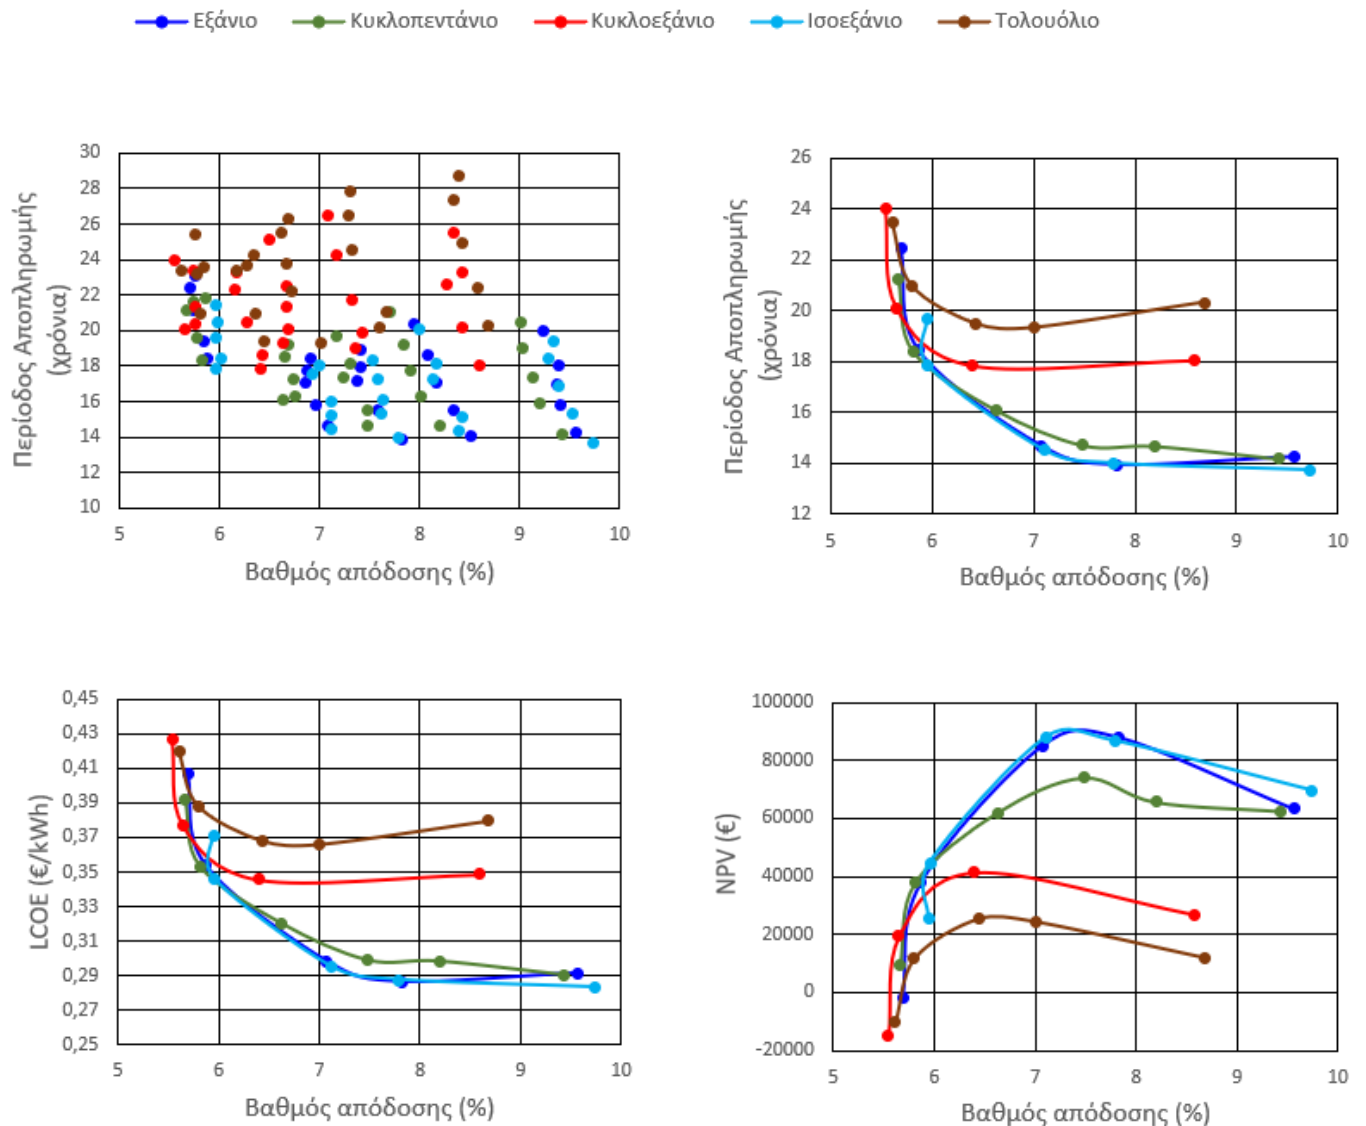 Εξάνιο Κυκλοπεντάνιο Κυκλοεξάνιο Ισοεξάνιο Τολουόλιο
Περίοδος Αποπληρωμής
(χρόνια)
30
28
26
24
22
20
18
16
14
12
10
5 6 7 8 9 10
Βαθμός απόδοσης (%)
Περίοδος Αποπληρωμής
(χρόνια)
26
24
22
20
18
16
14
12
5 6 7 8 9 10
Βαθμός απόδοσης (%)
LCOE (€/kWh)
0,45
0,43
0,41
0,39
0,37
0,35
0,33
0,31
0,29
0,27
0,25
5 6 7 8 9 10
Βαθμός απόδοσης (%)
NPV (€)
100000
80000
60000
40000
20000
0
-20000
5 6 7 8 9 10
Βαθμός απόδοσης (%)